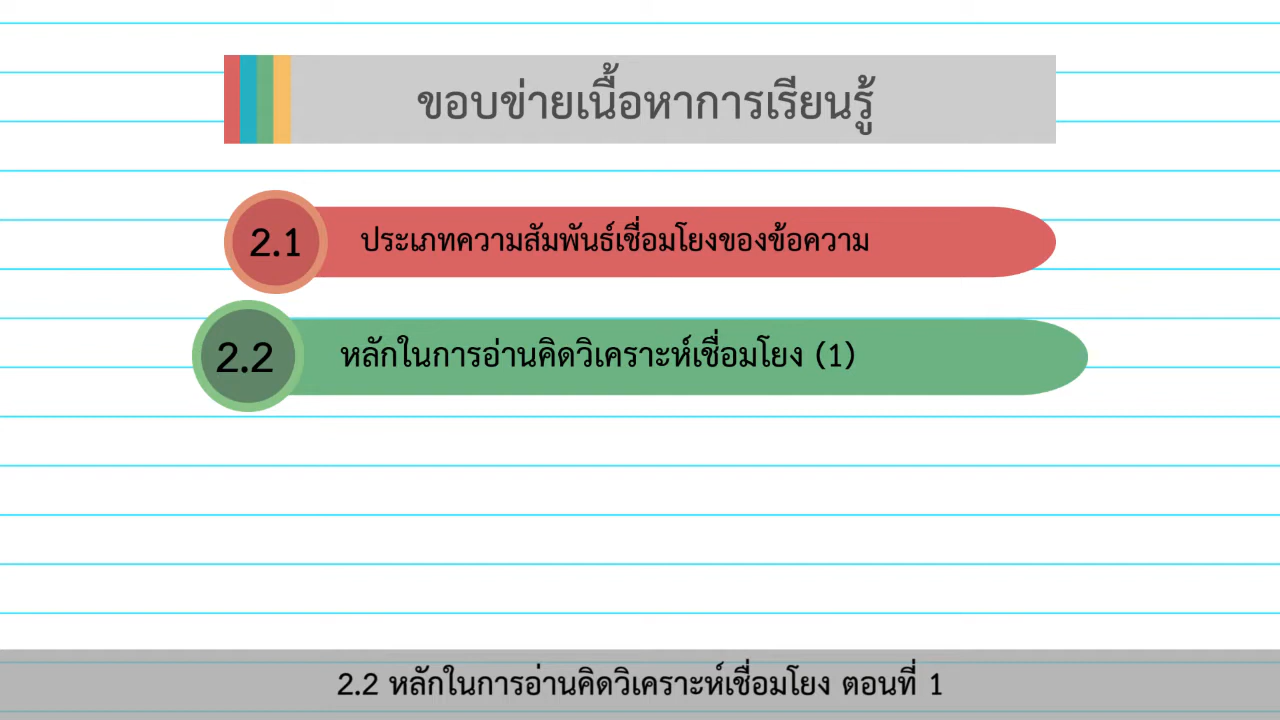 ขอบข่ายเนื้อหาการเรียนรู้
2.1 ประเภทความสัมพันธ์เชื่อมโยงของข้อความ
2.2 หลักในการอ่านคิดวิเคราะห์เชื่อมโยง (1)
2.2 หลักในการอ่านคิดวิเคราะห์เชื่อมโยง ตอนที่ 1